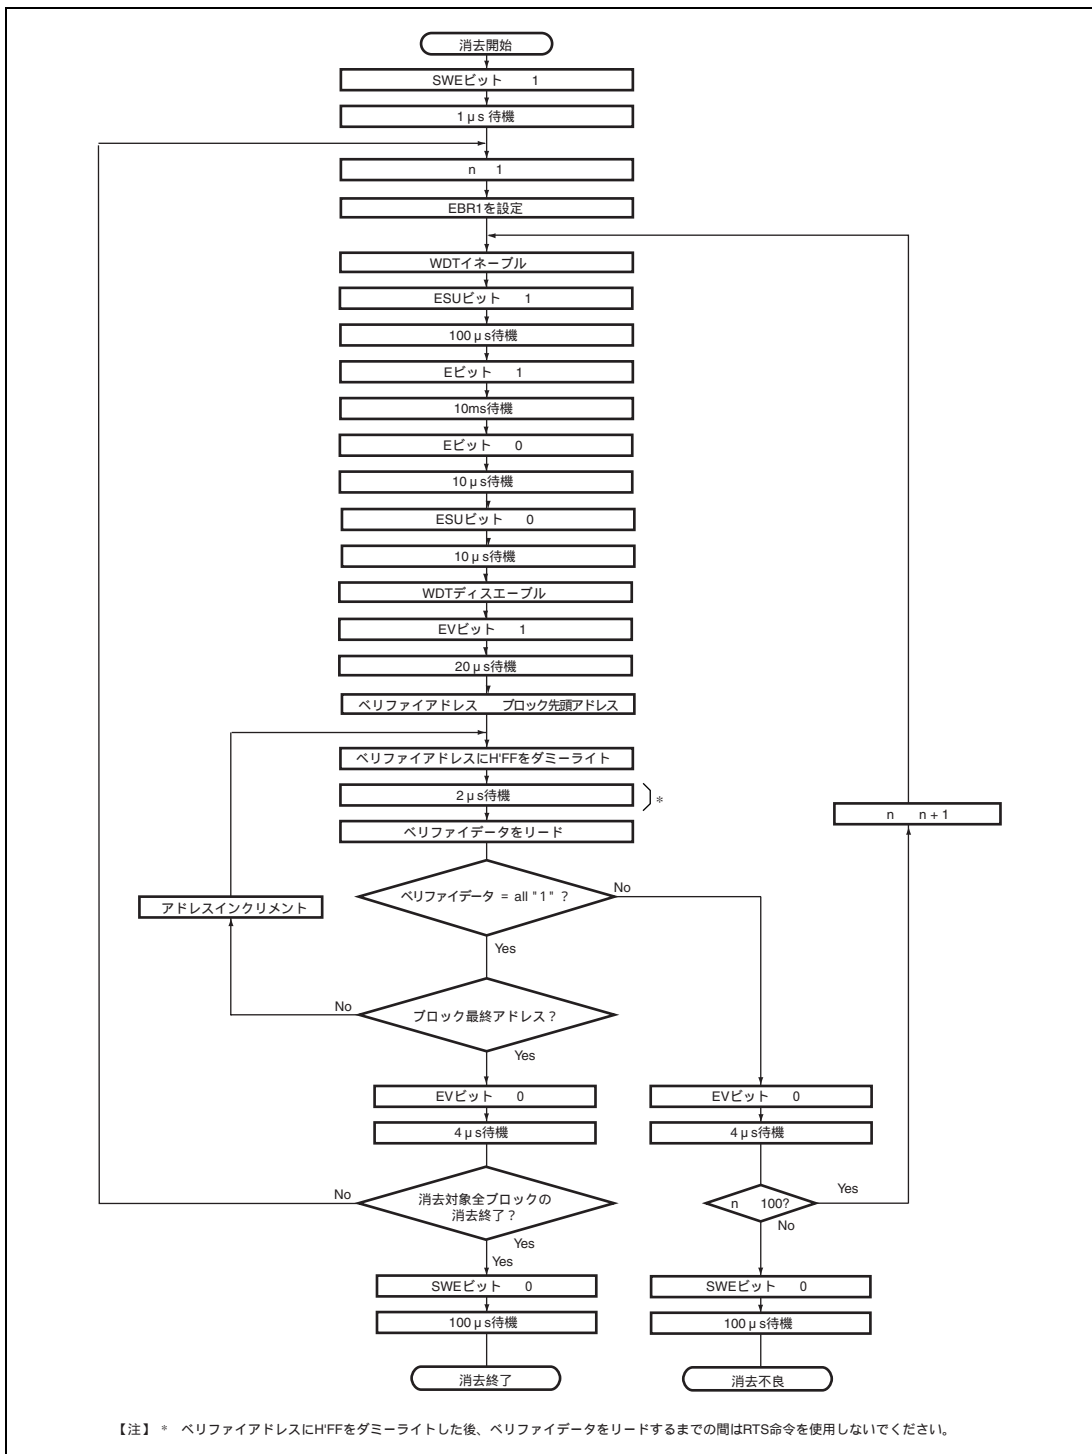 消去開始
SWEビット 1
1μs 待機
n 1
EBR1を設定
WDTイネーブル
ESUビット 1
100μs待機
Eビット 1
10ms待機
Eビット 0
10μs待機
ESUビット 0
10μs待機
WDTディスエーブル
EVビット 1
20μs待機
ベリファイアドレス ブロック先頭アドレス
ベリファイアドレスにH'FFをダミーライト
2μs待機
*
n n + 1
ベリファイデータをリード
ベリファイデータ = all "1" ?
No
アドレスインクリメント
Yes
No
ブロック最終アドレス?
Yes
EVビット 0
EVビット 0
4μs待機
4μs待機
No
消去対象全ブロックの
消去終了?
Yes
n 100?
Yes
No
Yes
SWEビット 0
SWEビット 0
100μs待機
100μs待機
消去終了
消去不良
【注】 * ベリファイアドレスにH'FFをダミーライトした後、ベリファイデータをリードするまでの間はRTS命令を使用しないでください。